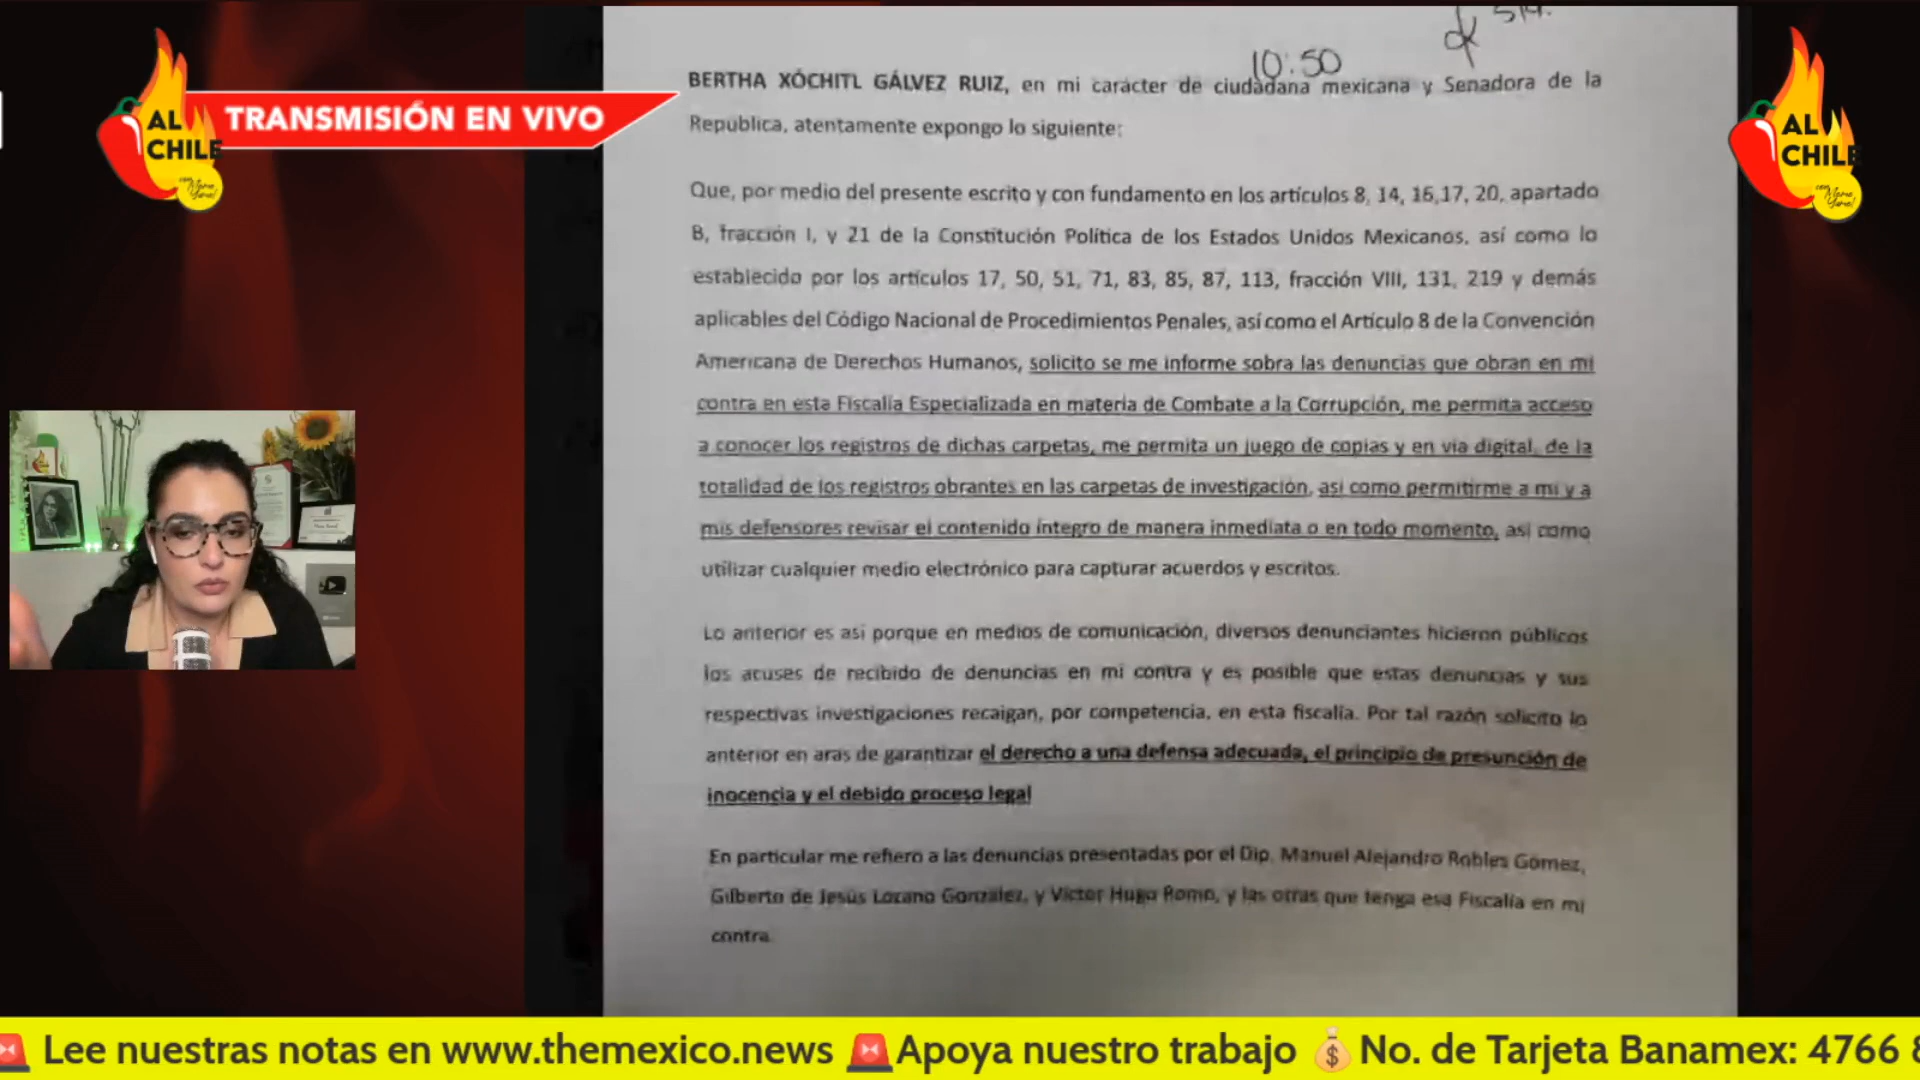 AL
CHILE
TRANSMISIÓN EN VIVO
AL
CHILE
10:50
BERTHA XÓCHITL GÁLVEZ RUIZ, en mi carácter de ciudadana mexicana y Senadora de la
República, atentamente expongo lo siguiente:
Que, por medio del presente escrito y con fundamento en los artículos 8, 14, 16,17, 20, apartado
B, fracción I, y 21 de la Constitución Política de los Estados Unidos Mexicanos, así como lo
establecido por los artículos 17, 50, 51, 71, 83, 85, 87, 113, fracción VIII, 131, 219 y demás
aplicables del Código Nacional de Procedimientos Penales, así como el Artículo 8 de la Convención
Americana de Derechos Humanos, solicito se me informe sobra las denuncias que obran en mi
contra en esta Fiscalía Especializada en materia de Combate a la Corrupción, me permita acceso
a conocer los registros de dichas carpetas, me permita un juego de copias y en vía digital, de la
totalidad de los registros obrantes en las carpetas de investigación, así como permitirme a mí y a
mis defensores revisar el contenido íntegro de manera inmediata o en todo momento, así como
utilizar cualquier medio electrónico para capturar acuerdos y escritos.
Lo anterior es así porque en medios de comunicación, diversos denunciantes hicieron públicos
los acuses de recibido de denuncias en mi contra y es posible que estas denuncias y sus
respectivas investigaciones recaigan, por competencia, en esta fiscalía. Por tal razón solicito lo
anterior en aras de garantizar el derecho a una defensa adecuada, el principio de presunción de
inocencia y el debido proceso legal
En particular me refiero a las denuncias presentadas por el Dip. Manuel Alejandro Robles Gómez,
Gilberto de Jesús Lozano González, y Víctor Hugo Romo, y las otras que tenga esa Fiscalía en mi
contra
Lee nuestras notas en www.themexico.news Apoya nuestro trabajo No. de Tarjeta Banamex: 4766